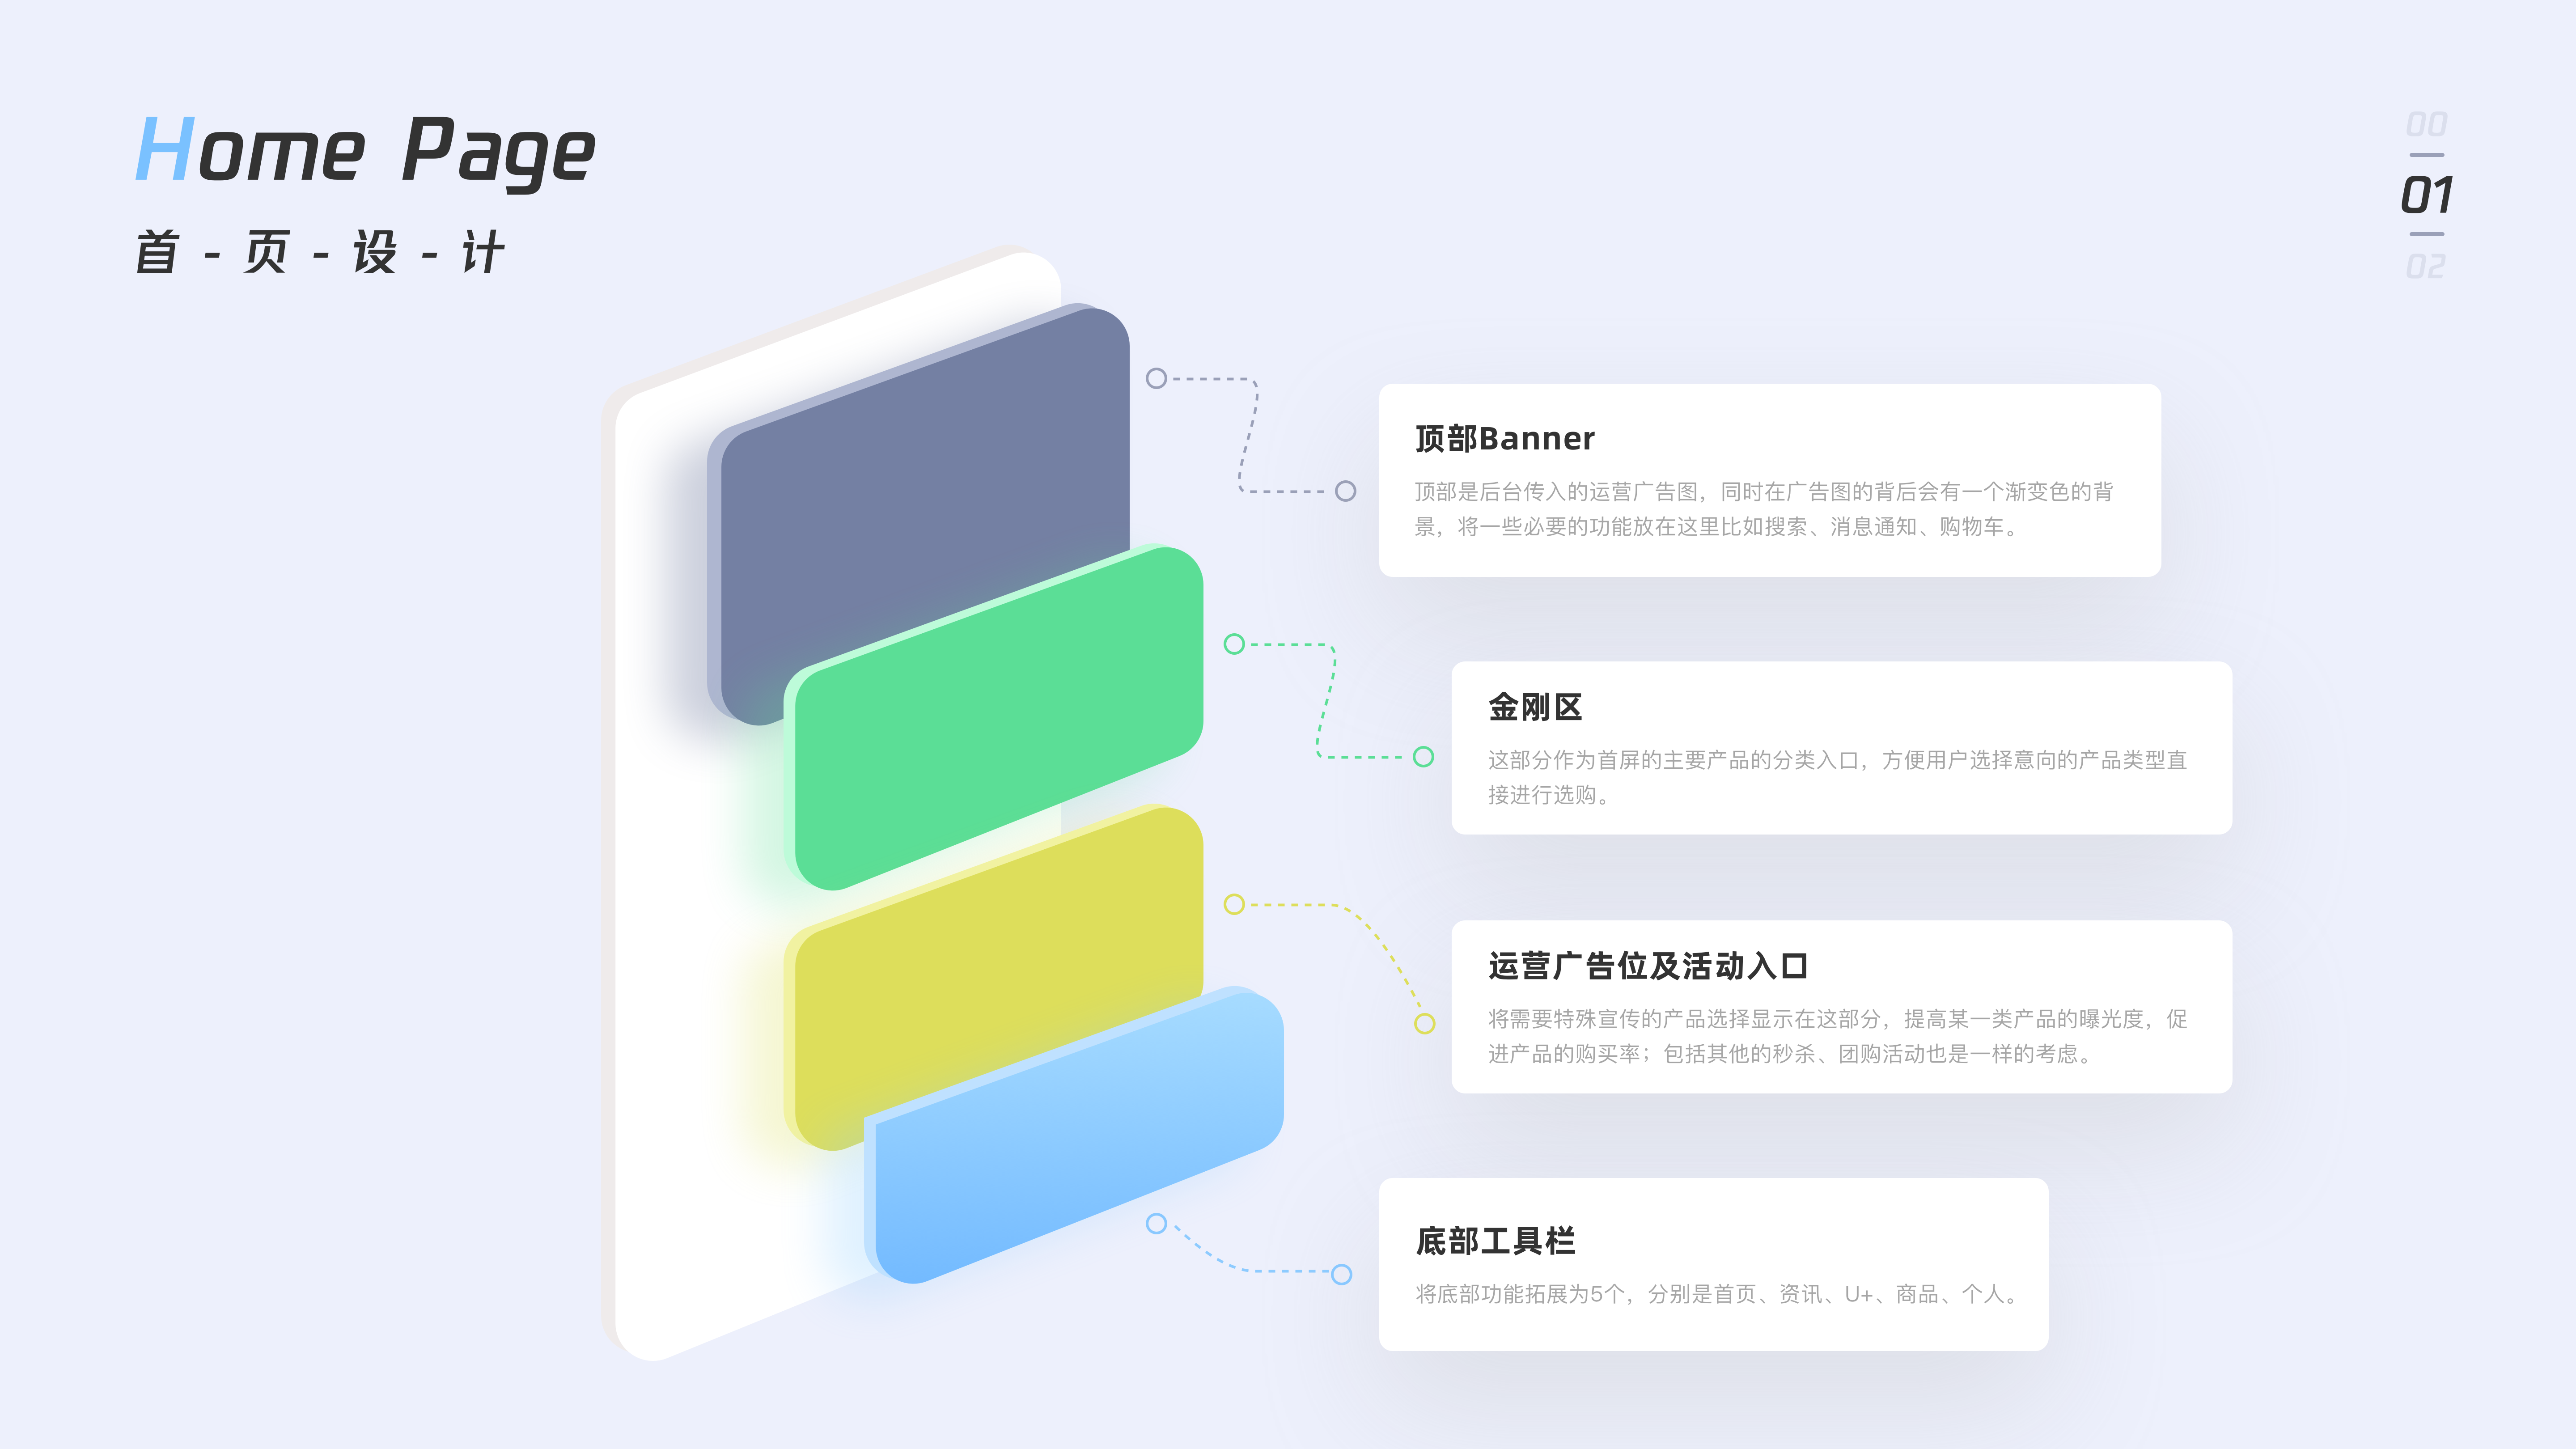 Home Page
首-页-设-计
00
01
02
顶部Banner
顶部是后台传入的运营广告图，同时在广告图的背后会有一个渐变色的背
景，将一些必要的功能放在这里比如搜索、消息通知、购物车。
金刚区
这部分作为首屏的主要产品的分类入口，方便用户选择意向的产品类型直
接进行选购。
运营广告位及活动入口
将需要特殊宣传的产品选择显示在这部分，提高某一类产品的曝光度，促
进产品的购买率；包括其他的秒杀、团购活动也是一样的考虑。
底部工具栏
将底部功能拓展为5个，分别是首页、资讯、U+、商品、个人。